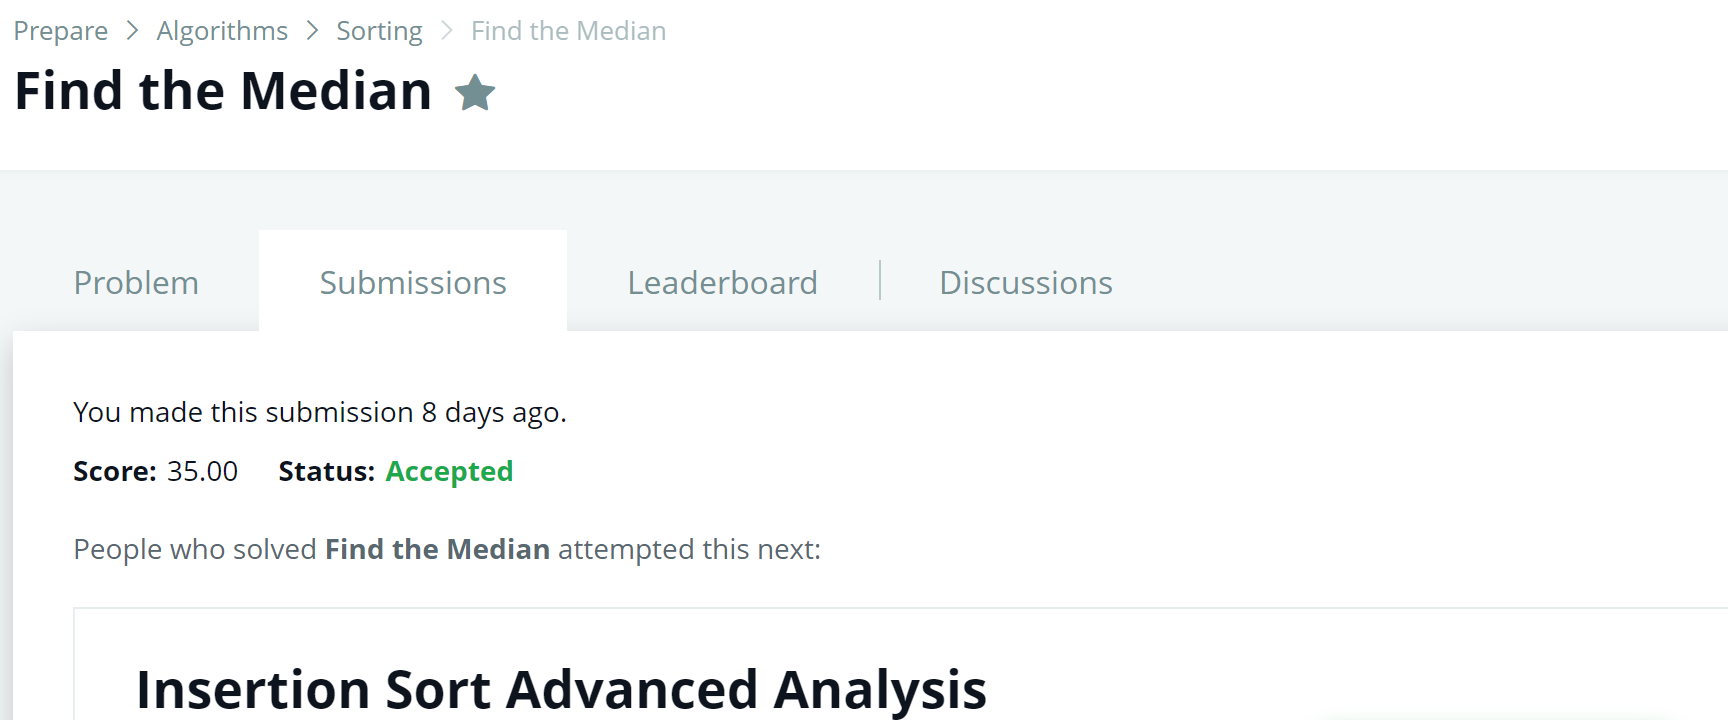 Prepare > Algorithms > Sorting > Find the Median
Find the Median
Problem Submissions Leaderboard | Discussions
You made this submission 8 days ago.
Score: 35.00 Status: Accepted
People who solved Find the Median attempted this next:
Insertion Sort Advanced Analysis